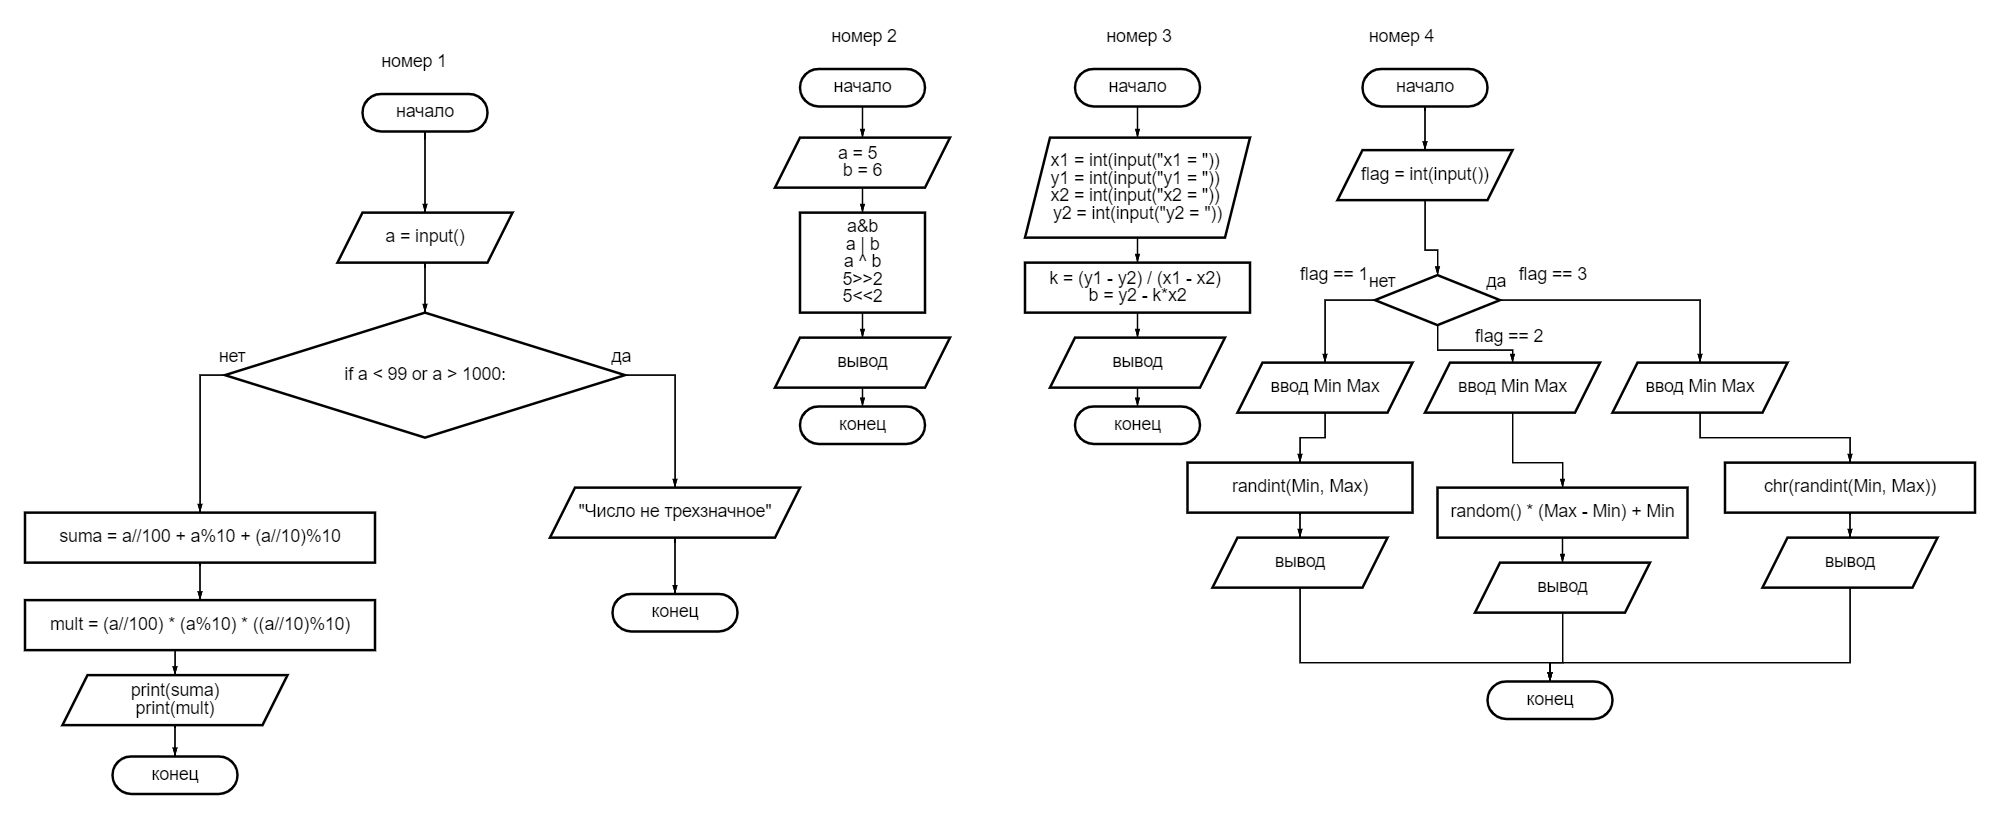 номер 1
начало
a = input()
if a < 99 or a > 1000:
нет
да
suma = a//100 + a%10 + (a//10)%10
mult = (a//100) * (a%10) * ((a//10)%10)
print(suma)
print(mult)
конец
"Число не трехзначное"
конец
номер 2
начало
a = 5
b = 6
a&b
a | b
a ^ b
5>>2
5<<2
вывод
конец
номер 3
начало
x1 = int(input("x1 = "))
y1 = int(input("y1 = "))
x2 = int(input("x2 = "))
y2 = int(input("y2 = "))
k = (y1 - y2) / (x1 - x2)
b = y2 - k*x2
вывод
конец
номер 4
начало
flag = int(input())
flag == 1
нет
да
flag == 3
flag == 2
ввод Min Max
ввод Min Max
ввод Min Max
randint(Min, Max)
random() * (Max - Min) + Min
chr(randint(Min, Max))
вывод
вывод
вывод
конец